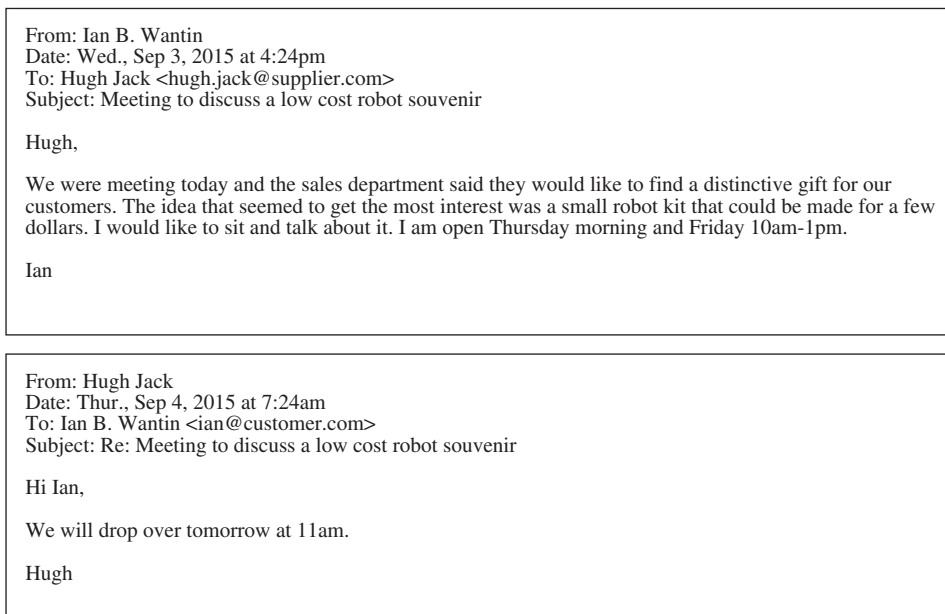 From: Ian B. Wantin
Date: Wed., Sep 3, 2015 at 4:24pm
To: Hugh Jack <hugh.jack@supplier.com>
Subject: Meeting to discuss a low cost robot souvenir
Hugh,
We were meeting today and the sales department said they would like to find a distinctive gift for our
customers. The idea that seemed to get the most interest was a small robot kit that could be made for a few
dollars. I would like to sit and talk about it. I am open Thursday morning and Friday 10am-1pm.
Ian
From: Hugh Jack
Date: Thur., Sep 4, 2015 at 7:24am
To: Ian B. Wantin <ian@customer.com>
Subject: Re: Meeting to discuss a low cost robot souvenir
Hi Ian,
We will drop over tomorrow at 11am.
Hugh